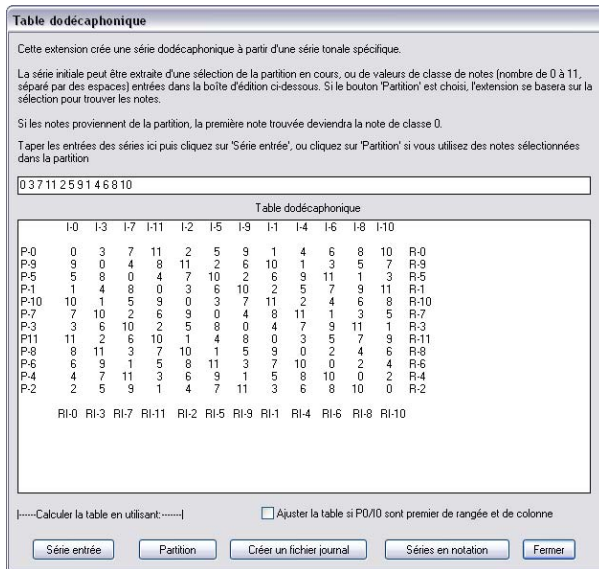 Table dodécaphonique
Cette extension crée une série dodécaphonique à partir d'une série tonale spécifique.
La série initiale peut être extraite d'une sélection de la partition en cours, ou de valeurs de classe de notes (nombre de 0 à 11,
séparé par des espaces) entrées dans la boîte d'édition ci-dessous. Si le bouton 'Partition' est choisi, l'extension se basera sur la
sélection pour trouver les notes.
Si les notes proviennent de la partition, la première note trouvée deviendra la note de classe 0.
Taper les entrées des séries ici puis cliquez sur 'Série entrée', ou cliquez sur 'Partition' si vous utilisez des notes sélectionnées
dans la partition
0 3 7 11 2 5 9 1 4 6 8 10
Table dodécaphonique
I-0 I-3 I-7 I-11 I-2 I-5 I-9 I-1 I-4 I-6 I-8 I-10
P-0 0 3 7 11 2 5 9 1 4 6 8 10 R-0
P-9 9 0 4 8 11 2 6 10 1 3 5 7 R-9
P-5 5 8 0 4 7 10 2 6 9 11 1 3 R-5
P-1 1 4 8 0 3 6 10 2 5 7 9 11 R-1
P-10 10 1 5 9 0 3 7 11 2 4 6 8 R-10
P-7 7 10 2 6 9 0 4 8 11 1 3 5 R-7
P-3 3 6 10 2 5 8 0 4 7 9 11 1 R-3
P11 11 2 6 10 1 4 8 0 3 5 7 9 R-11
P-8 8 11 3 7 10 1 5 9 0 2 4 6 R-8
P-6 6 9 1 5 8 11 3 7 10 0 2 4 R-6
P-4 4 7 11 3 6 9 1 5 8 10 0 2 R-4
P-2 2 5 9 1 4 7 11 3 6 8 10 0 R-2
RI-0 RI-3 RI-7 RI-11 RI-2 RI-5 RI-9 RI-1 RI-4 RI-6 RI-8 RI-10
|------Calculer la table en utilisant:-------|
Ajuster la table si P0/I0 sont premier de rangée et de colonne
Série entrée
Partition
Créer un fichier journal
Séries en notation
Fermer